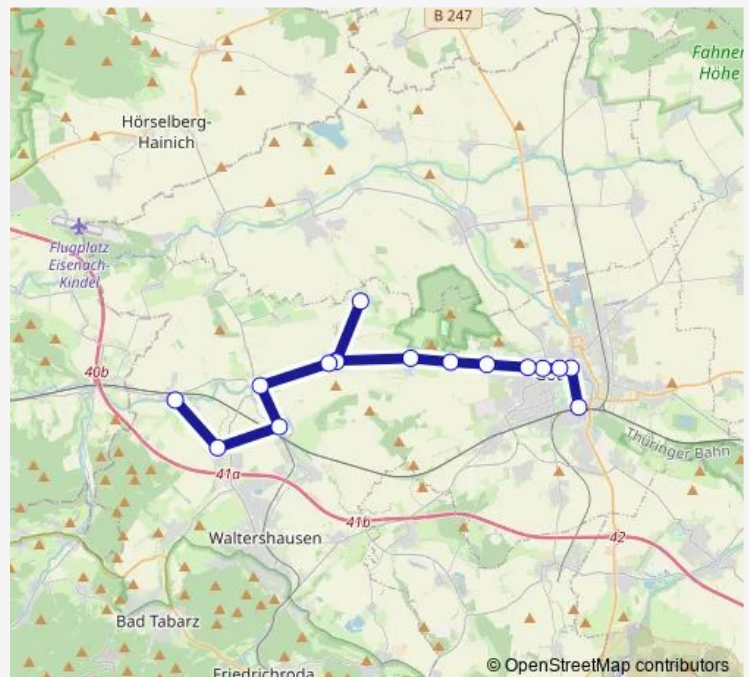 B 247
Fahner
Höhe
Hörselberg-
Hainich
Flugplatz
Eisenach-
Kindel
40b
41a
Thüringer Bahn
41b
42
Waltershausen
Bad Tabarz
Friedrichroda
© OpenStreetMap contributors